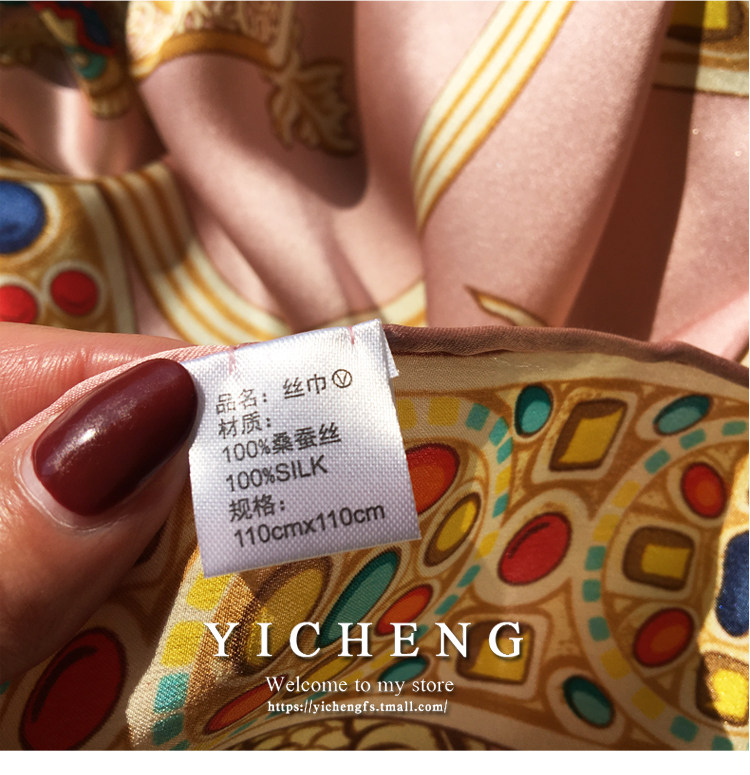 品名：丝巾Ⓥ
材质：
100%桑蚕丝
100%SILK
规格：
110cmx110cm
YICHENG
Welcome to my store
https://yichengfs.tmall.com/